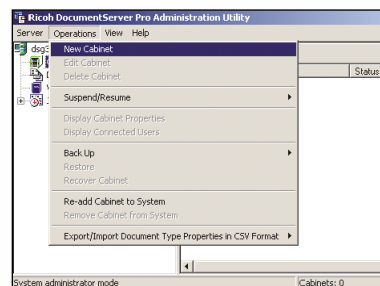 Ricoh DocumentServer Pro Administration Utility
Server Operations View Help
dsg3
New Cabinet
Edit Cabinet
Delete Cabinet
Status
Suspend/Resume
Display Cabinet Properties
Display Connected Users
Back Up
Restore
Recover Cabinet
Re-add Cabinet to System
Remove Cabinet from System
Export/Import Document Type Properties in CSV Format
System administrator mode
Cabinets: 0